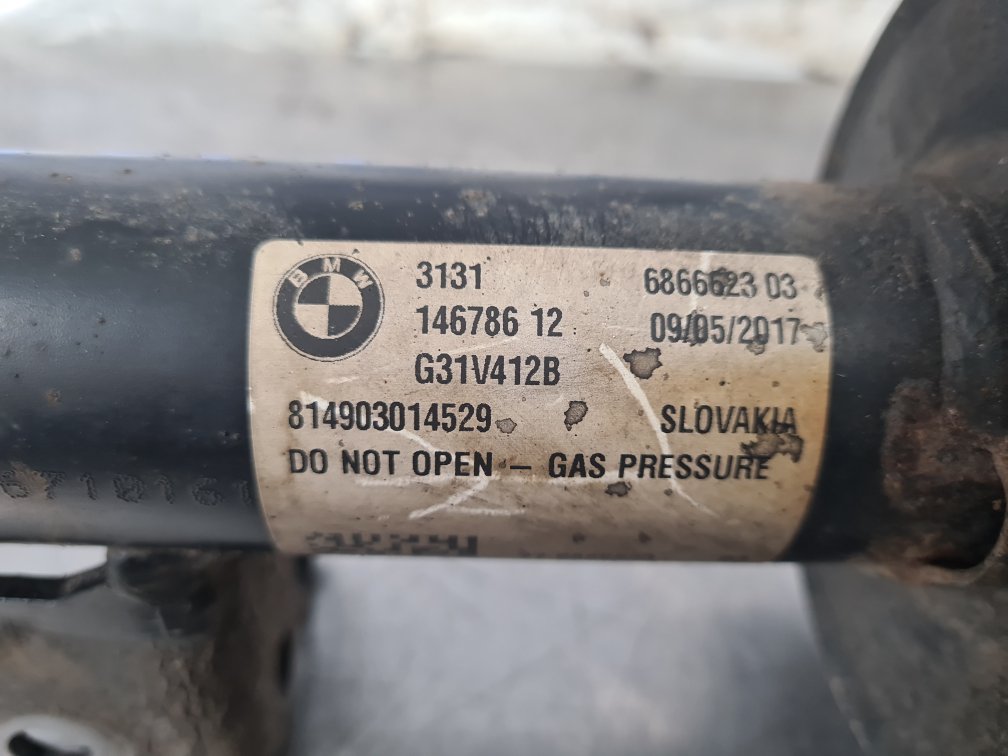 BMW
3131 6866623 03
146786 12 09/05/2017
G31V412B
814903014529 SLOVAKIA
DO NOT OPEN – GAS PRESSURE